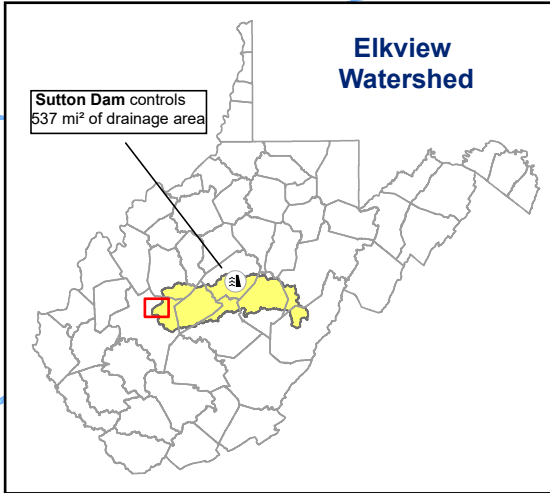 Elkview
Watershed
Sutton Dam controls
537 mi² of drainage area